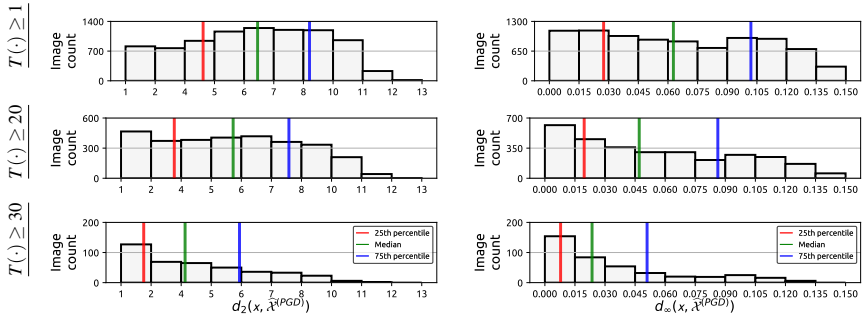 T(·) ≥ 1
Image count
1400
700
0
1 2 4 5 6 7 8 10 11 12 13
Image count
1300
650
0
0.000 0.015 0.030 0.045 0.060 0.075 0.090 0.105 0.120 0.135 0.150
T(·) ≥ 20
Image count
600
300
0
1 2 4 5 6 7 8 10 11 12 13
Image count
700
350
0
0.000 0.015 0.030 0.045 0.060 0.075 0.090 0.105 0.120 0.135 0.150
T(·) ≥ 30
Image count
200
100
0
25th percentile
Median
75th percentile
1 2 4 5 6 7 8 10 11 12 13
d₂(x, X̂⁽ᴾᴳᴰ⁾)
Image count
200
100
0
25th percentile
Median
75th percentile
0.000 0.015 0.030 0.045 0.060 0.075 0.090 0.105 0.120 0.135 0.150
d∞(x, X̂⁽ᴾᴳᴰ⁾)